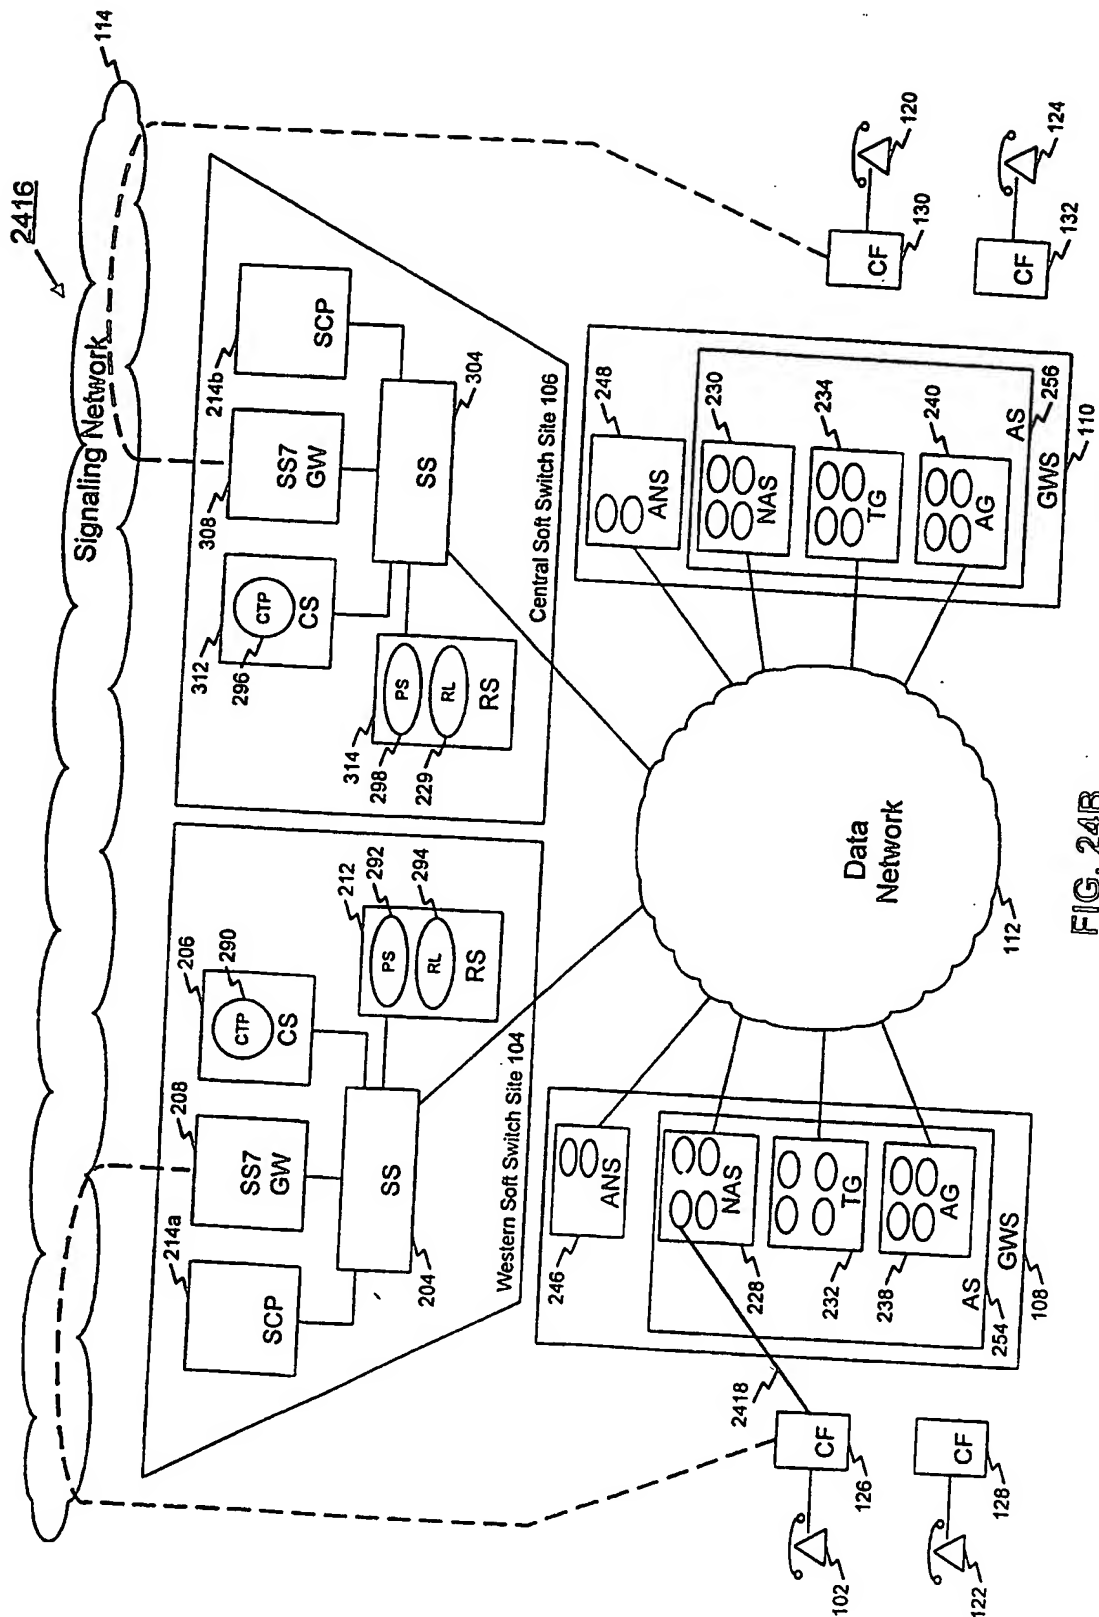 2416
114
Signaling Network
214a
SCP
208
SS7
GW
206
290
CTP
CS
212
292
PS
294
RL
RS
SS
204
Western Soft Switch Site 104
312
296
CTP
CS
308
SS7
GW
214b
SCP
314
298
PS
229
RL
RS
SS
304
Central Soft Switch Site 106
246
ANS
228
NAS
232
TG
238
AG
AS
254
GWS
108
2418
CF
126
102
CF
128
122
Data
Network
112
248
ANS
230
NAS
234
TG
240
AG
AS
256
GWS
110
CF
130
120
CF
132
124
FIG. 24B